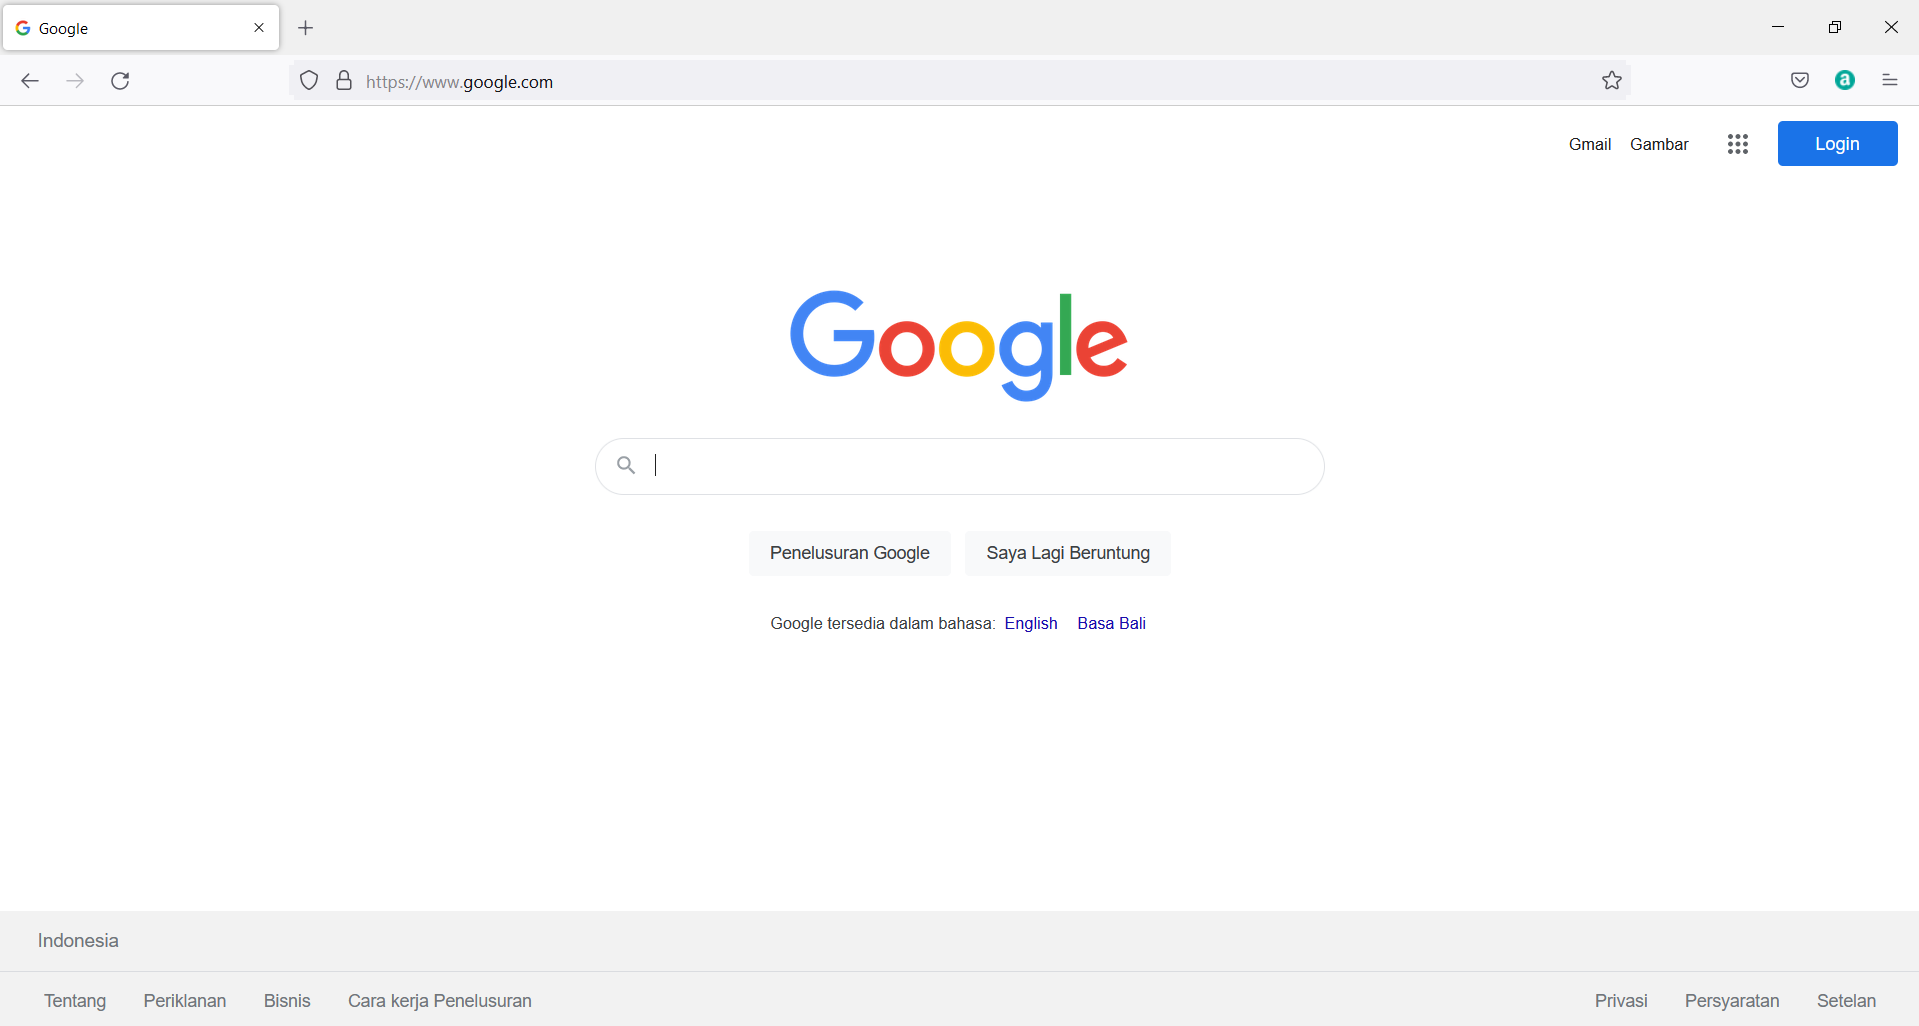 Google
https://www.google.com
Gmail Gambar Login
Google
Penelusuran Google Saya Lagi Beruntung
Google tersedia dalam bahasa: English Basa Bali
Indonesia
Tentang Periklanan Bisnis Cara kerja Penelusuran Privasi Persyaratan Setelan